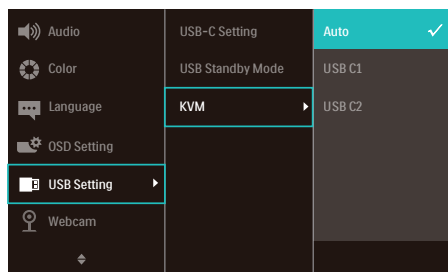 Audio
Color
Language
OSD Setting
USB Setting
Webcam
USB-C Setting
USB Standby Mode
KVM
Auto
USB C1
USB C2